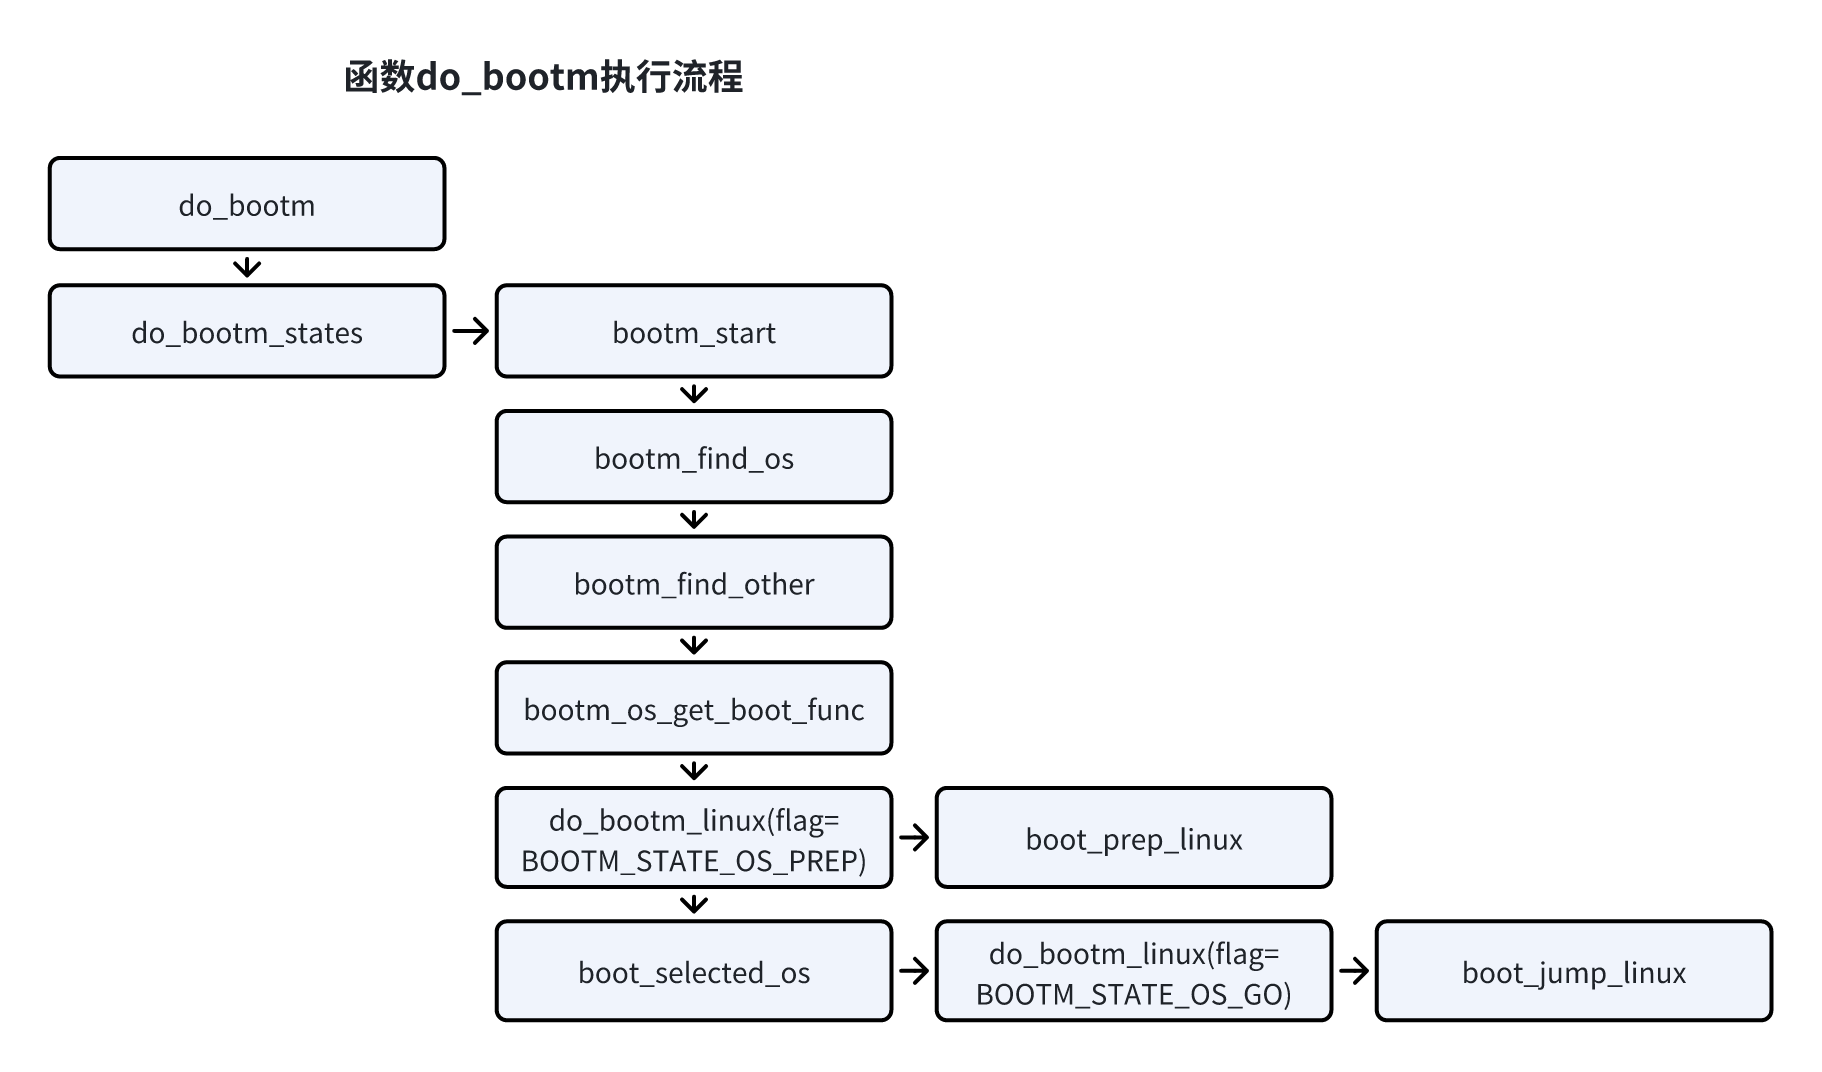 函数do_bootm执行流程
do_bootm
do_bootm_states
bootm_start
bootm_find_os
bootm_find_other
bootm_os_get_boot_func
do_bootm_linux(flag=
BOOTM_STATE_OS_PREP)
boot_prep_linux
boot_selected_os
do_bootm_linux(flag=
BOOTM_STATE_OS_GO)
boot_jump_linux